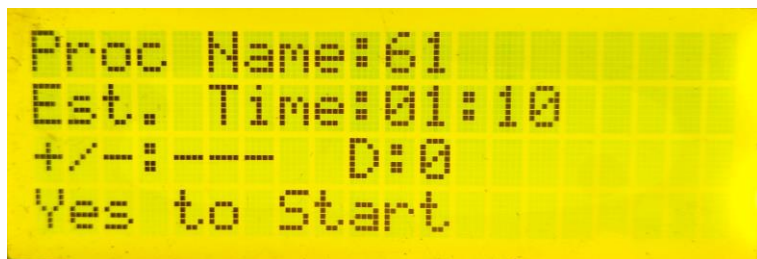 Proc Name:61
Est. Time:01:10
+/-:---  D:0
Yes to Start